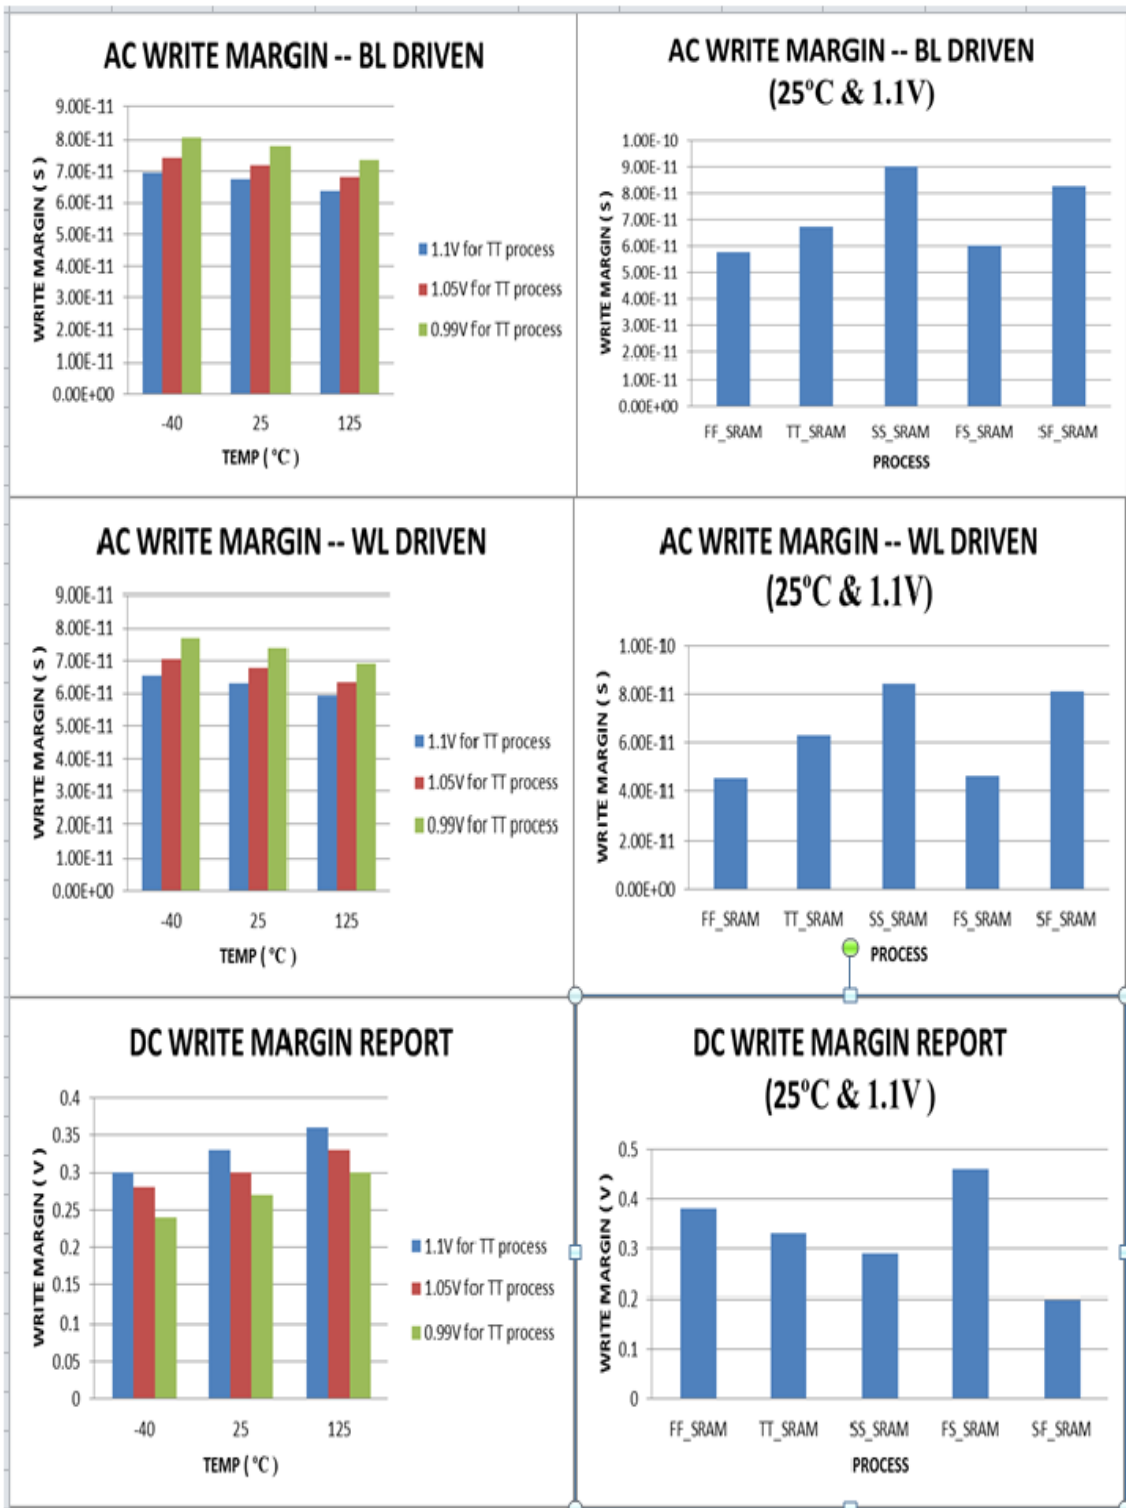 AC WRITE MARGIN -- BL DRIVEN
9.00E-11
8.00E-11
7.00E-11
6.00E-11
5.00E-11
4.00E-11
3.00E-11
2.00E-11
1.00E-11
0.00E+00
WRITE MARGIN ( S )
-40 25 125
TEMP ( °C )
1.1V for TT process
1.05V for TT process
0.99V for TT process
AC WRITE MARGIN -- BL DRIVEN
(25°C & 1.1V)
1.00E-10
9.00E-11
8.00E-11
7.00E-11
6.00E-11
5.00E-11
4.00E-11
3.00E-11
2.00E-11
1.00E-11
0.00E+00
WRITE MARGIN ( S )
FF_SRAM TT_SRAM SS_SRAM FS_SRAM SF_SRAM
PROCESS
AC WRITE MARGIN -- WL DRIVEN
9.00E-11
8.00E-11
7.00E-11
6.00E-11
5.00E-11
4.00E-11
3.00E-11
2.00E-11
1.00E-11
0.00E+00
WRITE MARGIN ( S )
-40 25 125
TEMP ( °C )
1.1V for TT process
1.05V for TT process
0.99V for TT process
AC WRITE MARGIN -- WL DRIVEN
(25°C & 1.1V)
1.00E-10
8.00E-11
6.00E-11
4.00E-11
2.00E-11
0.00E+00
WRITE MARGIN ( S )
FF_SRAM TT_SRAM SS_SRAM FS_SRAM SF_SRAM
PROCESS
DC WRITE MARGIN REPORT
0.4
0.35
0.3
0.25
0.2
0.15
0.1
0.05
0
WRITE MARGIN ( V )
-40 25 125
TEMP ( °C )
1.1V for TT process
1.05V for TT process
0.99V for TT process
DC WRITE MARGIN REPORT
(25°C & 1.1V )
0.5
0.4
0.3
0.2
0.1
0
WRITE MARGIN ( V )
FF_SRAM TT_SRAM SS_SRAM FS_SRAM SF_SRAM
PROCESS